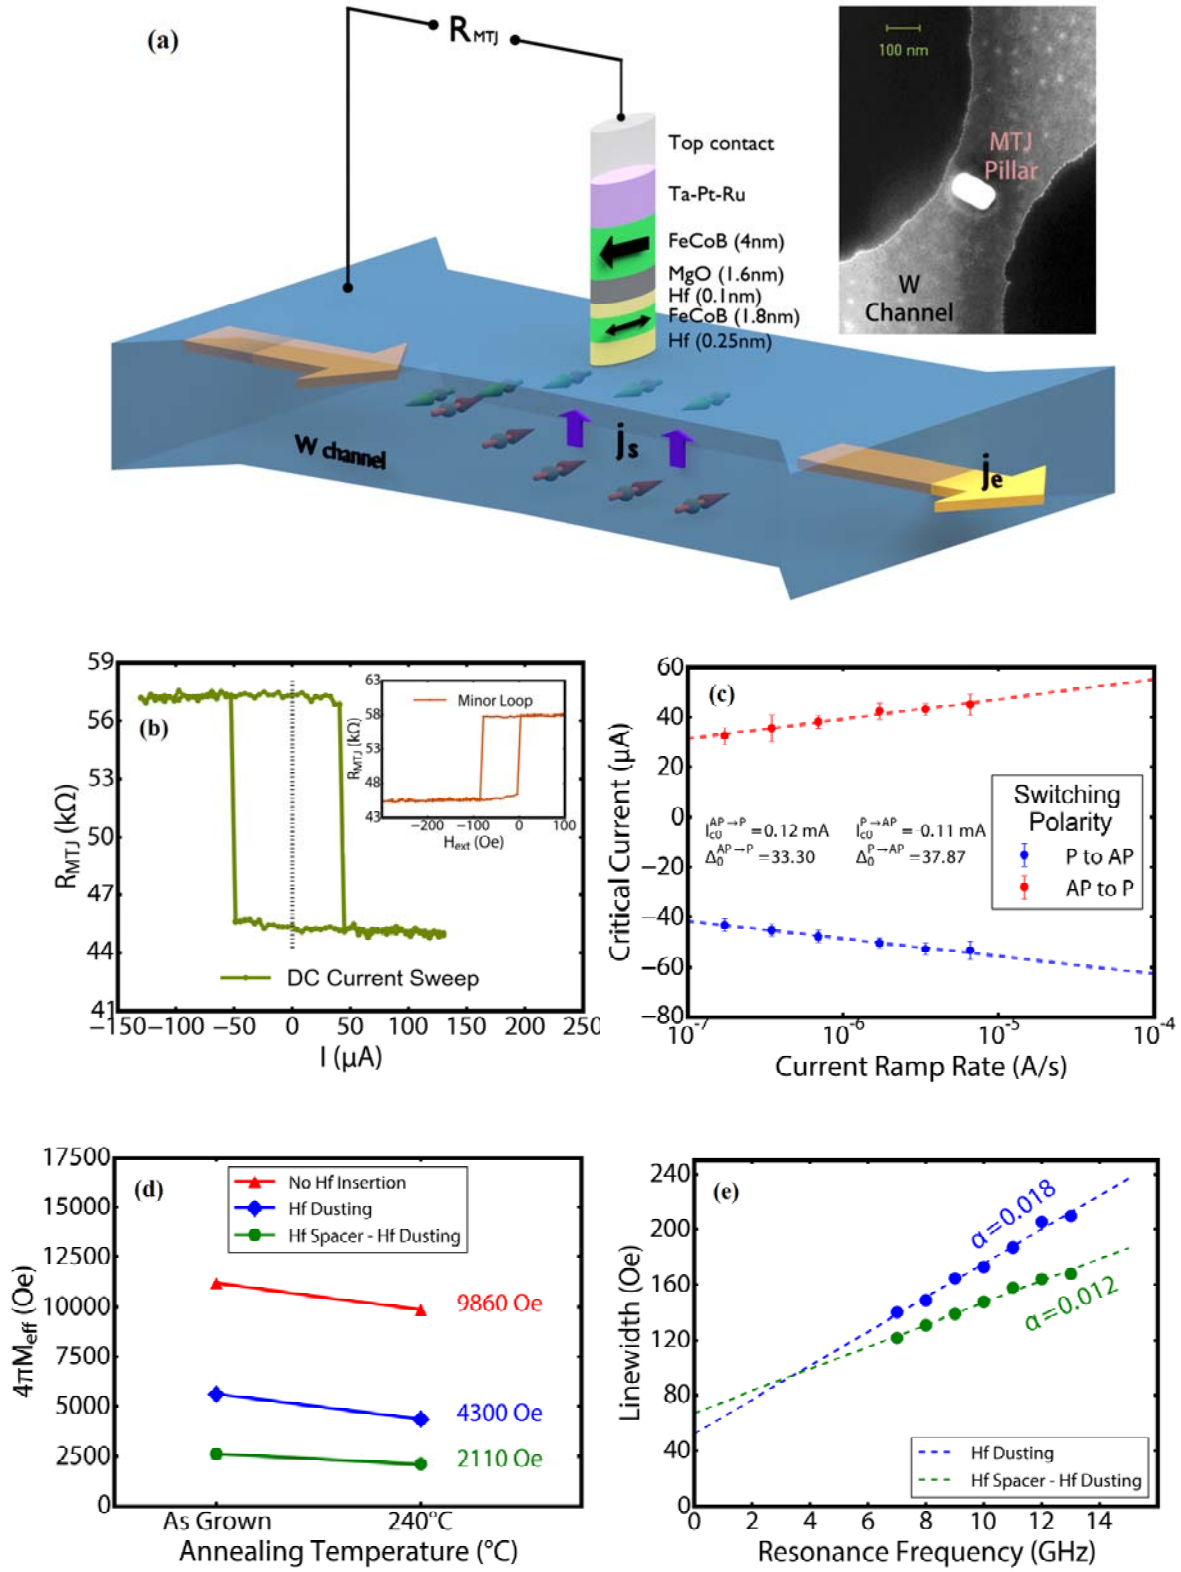 (a)
R MTJ
100 nm
MTJ
Pillar
W
Channel
Top contact
Ta-Pt-Ru
FeCoB (4nm)
MgO (1.6nm)
Hf (0.1nm)
FeCoB (1.8nm)
Hf (0.25nm)
W channel
js
je
59
56
53
50
47
44
41
RMTJ (kΩ)
(b)
63
58
53
48
43
RMTJ (kΩ)
Minor Loop
−200 −100 0 100
Hext (Oe)
DC Current Sweep
−150 −100 −50 0 50 100 150 200 250
I (μA)
60
40
20
0
−20
−40
−60
−80
Critical Current (μA)
(c)
Switching
Polarity
P to AP
AP to P
Ic0AP→P = 0.12 mA Ic0P→AP = -0.11 mA
Δ0AP→P = 33.30 Δ0P→AP = 37.87
10-7 10-6 10-5 10-4
Current Ramp Rate (A/s)
17500
15000
12500
10000
7500
5000
2500
0
4πMeff (Oe)
(d)
No Hf Insertion
Hf Dusting
Hf Spacer - Hf Dusting
9860 Oe
4300 Oe
2110 Oe
As Grown 240°C
Annealing Temperature (°C)
240
200
160
120
80
40
0
Linewidth (Oe)
(e)
α=0.018
α=0.012
Hf Dusting
Hf Spacer - Hf Dusting
0 2 4 6 8 10 12 14
Resonance Frequency (GHz)